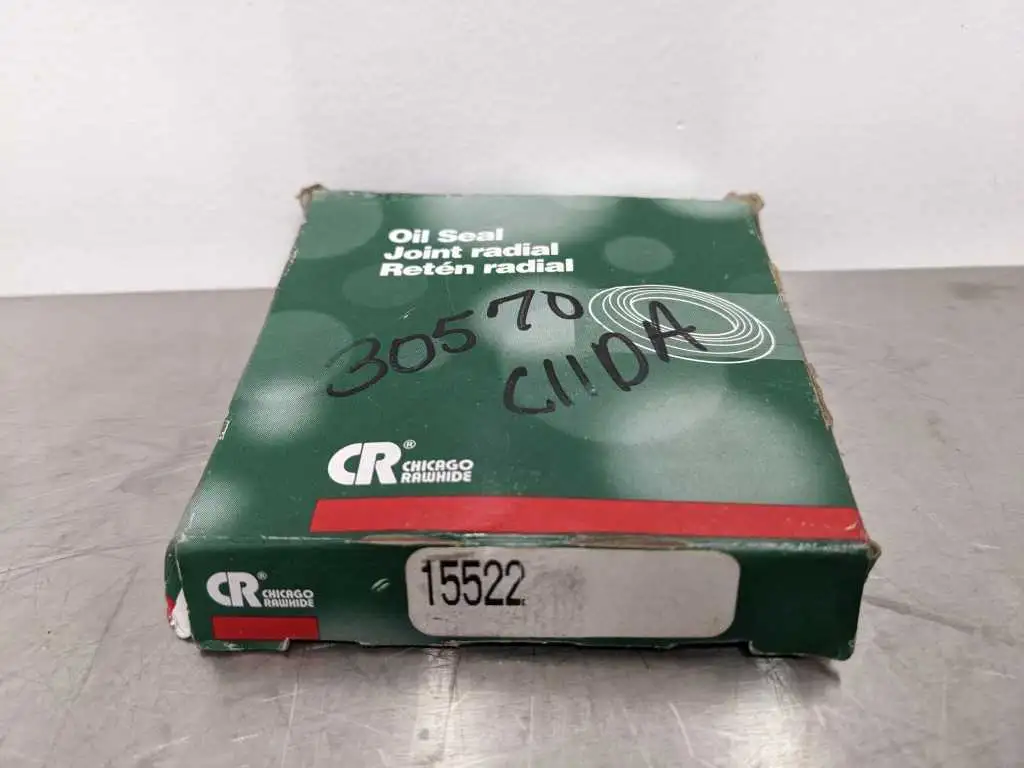 Oil Seal
Joint radial
Retén radial
30570
C11DA
CR® CHICAGO
RAWHIDE
CR® CHICAGO
RAWHIDE
15522